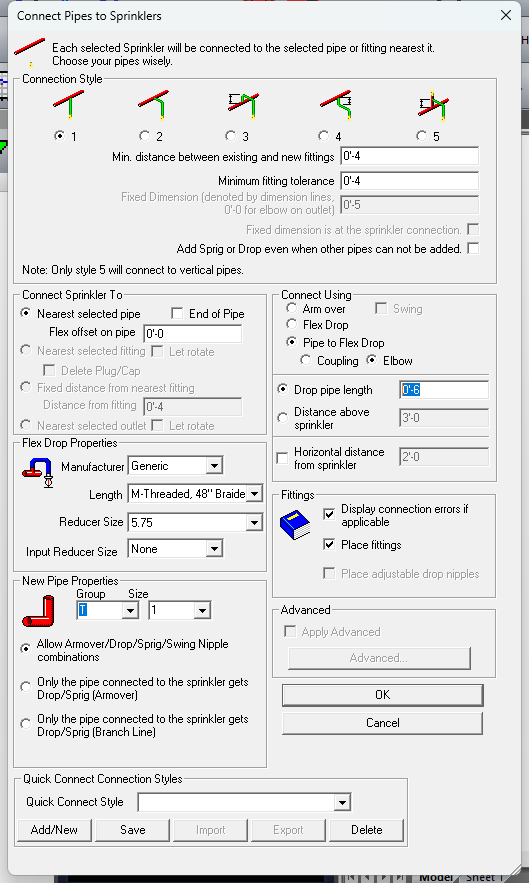 Connect Pipes to Sprinklers
Each selected Sprinkler will be connected to the selected pipe or fitting nearest it.
Choose your pipes wisely.
Connection Style
1
2
3
4
5
Min. distance between existing and new fittings
0'-4
Minimum fitting tolerance
0'-4
Fixed Dimension (denoted by dimension lines,
0'-0 for elbow on outlet)
0'-5
Fixed dimension is at the sprinkler connection.
Add Sprig or Drop even when other pipes can not be added.
Note: Only style 5 will connect to vertical pipes.
Connect Sprinkler To
Nearest selected pipe
End of Pipe
Flex offset on pipe
0'-0
Nearest selected fitting
Let rotate
Delete Plug/Cap
Fixed distance from nearest fitting
Distance from fitting
0'-4
Nearest selected outlet
Let rotate
Connect Using
Arm over
Swing
Flex Drop
Pipe to Flex Drop
Coupling
Elbow
Drop pipe length
0'-6
Distance above
sprinkler
3'-0
Horizontal distance
from sprinkler
2'-0
Flex Drop Properties
Manufacturer
Generic
Length
M-Threaded, 48" Braide
Reducer Size
5.75
Input Reducer Size
None
Fittings
Display connection errors if
applicable
Place fittings
Place adjustable drop nipples
New Pipe Properties
Group
Size
T
1
Allow Armover/Drop/Sprig/Swing Nipple
combinations
Only the pipe connected to the sprinkler gets
Drop/Sprig (Armover)
Only the pipe connected to the sprinkler gets
Drop/Sprig (Branch Line)
Advanced
Apply Advanced
Advanced...
OK
Cancel
Quick Connect Connection Styles
Quick Connect Style
Add/New
Save
Import
Export
Delete
Model
Sheet 1